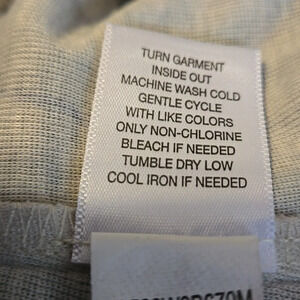 TURN GARMENT
INSIDE OUT
MACHINE WASH COLD
GENTLE CYCLE
WITH LIKE COLORS
ONLY NON-CHLORINE
BLEACH IF NEEDED
TUMBLE DRY LOW
COOL IRON IF NEEDED